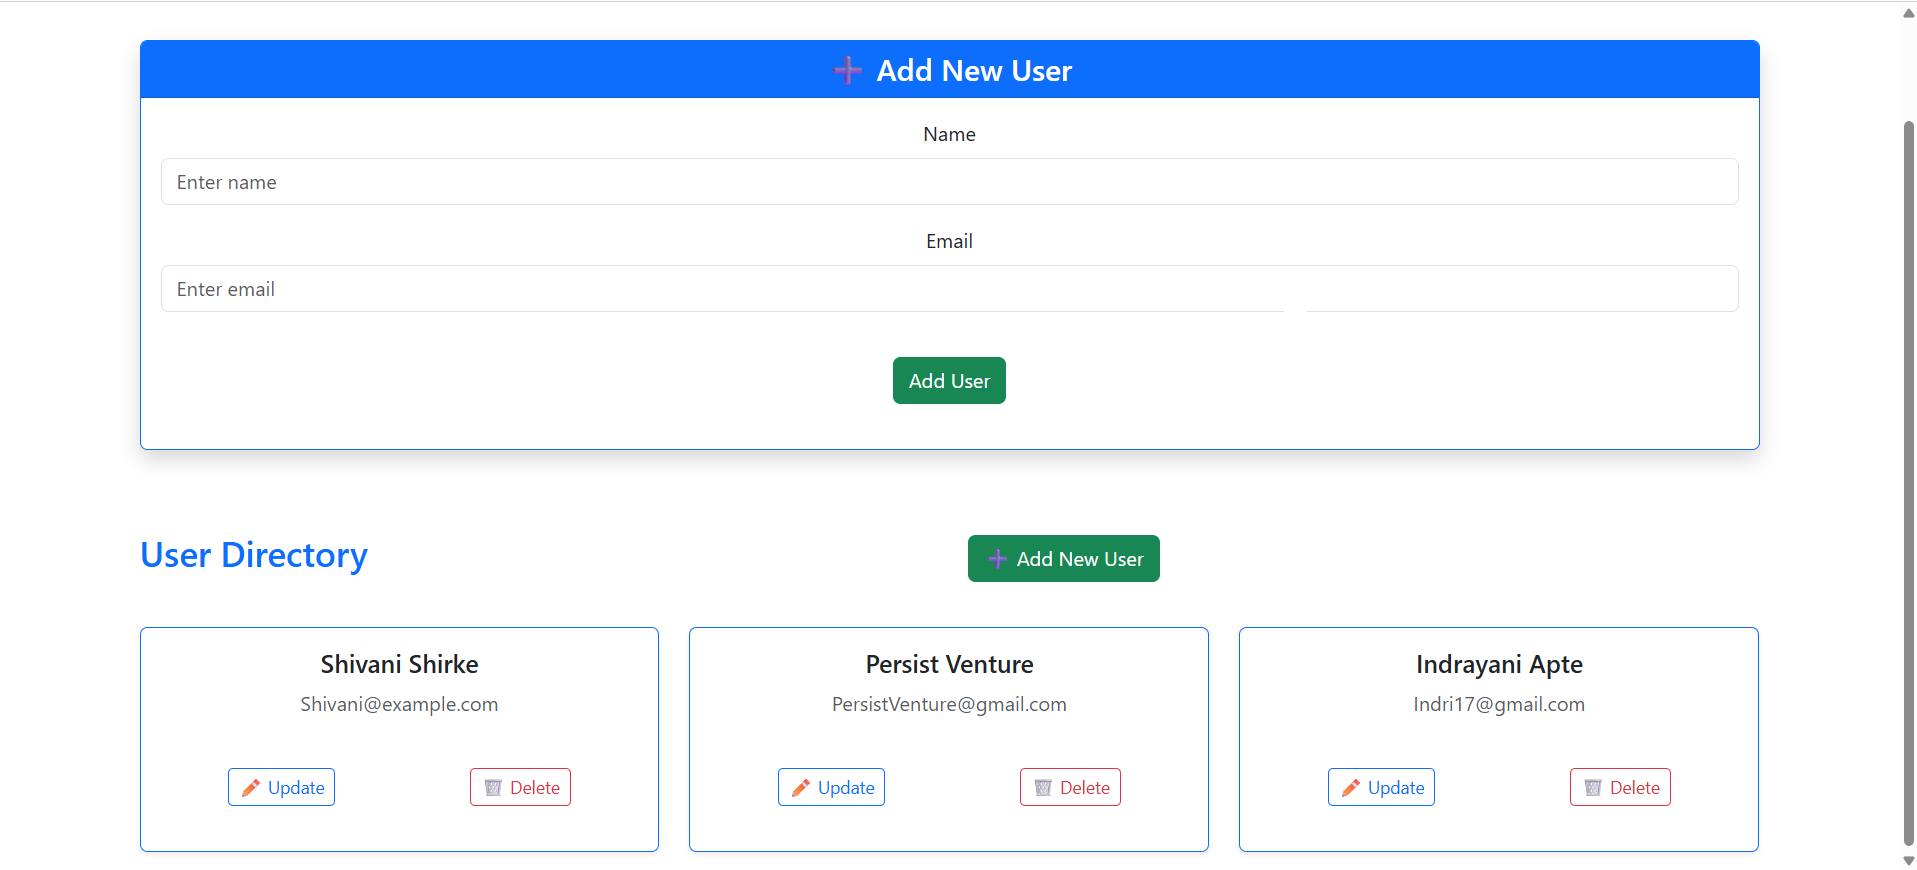 ➕ Add New User
Name
Enter name
Email
Enter email
Add User
User Directory
➕ Add New User
Shivani Shirke
Shivani@example.com
Update
Delete
Persist Venture
PersistVenture@gmail.com
Update
Delete
Indrayani Apte
Indri17@gmail.com
Update
Delete